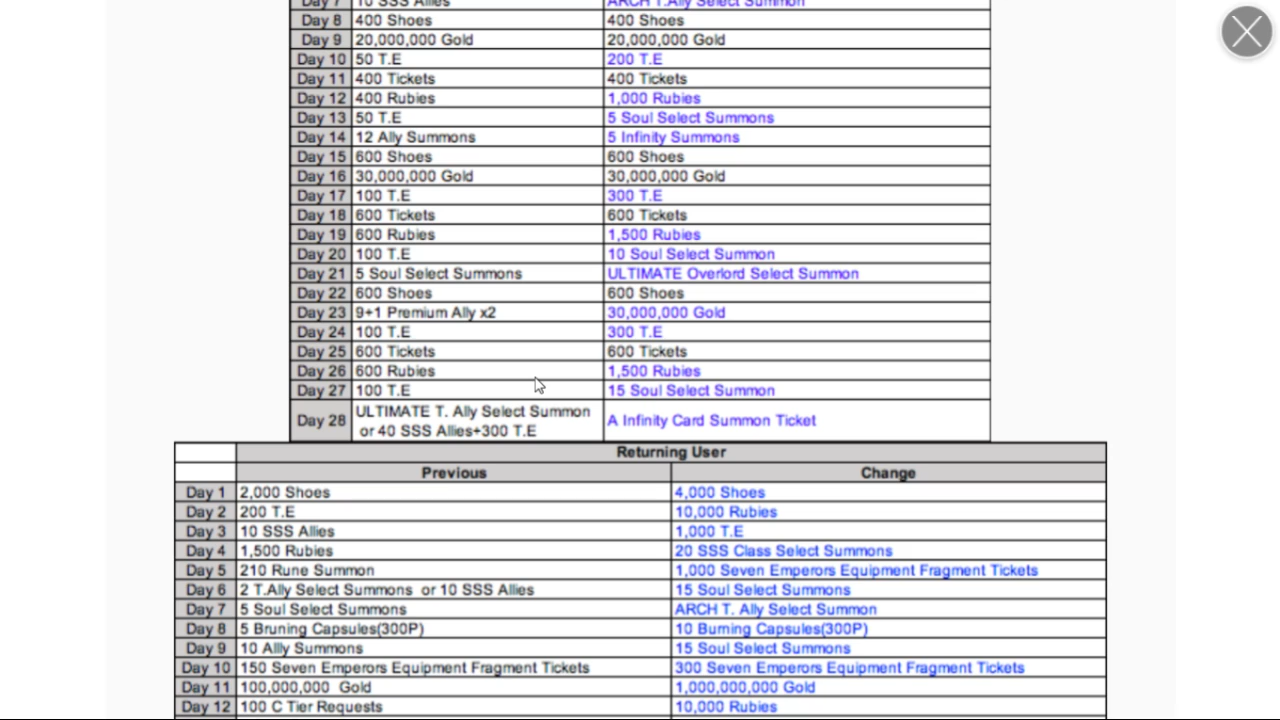 Day 7 10 SSS Allies ARCH T.Ally Select Summon
Day 8 400 Shoes 400 Shoes
Day 9 20,000,000 Gold 20,000,000 Gold
Day 10 50 T.E 200 T.E
Day 11 400 Tickets 400 Tickets
Day 12 400 Rubies 1,000 Rubies
Day 13 50 T.E 5 Soul Select Summons
Day 14 12 Ally Summons 5 Infinity Summons
Day 15 600 Shoes 600 Shoes
Day 16 30,000,000 Gold 30,000,000 Gold
Day 17 100 T.E 300 T.E
Day 18 600 Tickets 600 Tickets
Day 19 600 Rubies 1,500 Rubies
Day 20 100 T.E 10 Soul Select Summon
Day 21 5 Soul Select Summons ULTIMATE Overlord Select Summon
Day 22 600 Shoes 600 Shoes
Day 23 9+1 Premium Ally x2 30,000,000 Gold
Day 24 100 T.E 300 T.E
Day 25 600 Tickets 600 Tickets
Day 26 600 Rubies 1,500 Rubies
Day 27 100 T.E 15 Soul Select Summon
Day 28 ULTIMATE T. Ally Select Summon
or 40 SSS Allies+300 T.E A Infinity Card Summon Ticket
Returning User
Previous Change
Day 1 2,000 Shoes 4,000 Shoes
Day 2 200 T.E 10,000 Rubies
Day 3 10 SSS Allies 1,000 T.E
Day 4 1,500 Rubies 20 SSS Class Select Summons
Day 5 210 Rune Summon 1,000 Seven Emperors Equipment Fragment Tickets
Day 6 2 T.Ally Select Summons or 10 SSS Allies 15 Soul Select Summons
Day 7 5 Soul Select Summons ARCH T. Ally Select Summon
Day 8 5 Bruning Capsules(300P) 10 Burning Capsules(300P)
Day 9 10 Allly Summons 15 Soul Select Summons
Day 10 150 Seven Emperors Equipment Fragment Tickets 300 Seven Emperors Equipment Fragment Tickets
Day 11 100,000,000 Gold 1,000,000,000 Gold
Day 12 100 C Tier Requests 10,000 Rubies